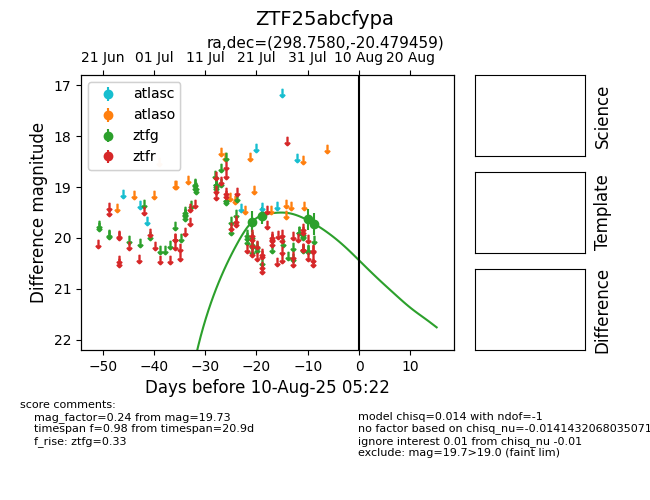 ZTF25abcfypa
ra,dec=(298.7580,-20.479459)
21 Jun 01 Jul 11 Jul 21 Jul 31 Jul 10 Aug 20 Aug
atlasc
atlaso
ztfg
ztfr
17
18
19
20
21
22
Difference magnitude
−50 −40 −30 −20 −10 0 10
Days before 10-Aug-25 05:22
Science
Template
Difference
score comments:
mag_factor=0.24 from mag=19.73
timespan f=0.98 from timespan=20.9d
f_rise: ztfg=0.33
model chisq=0.014 with ndof=-1
no factor based on chisq_nu=-0.0141432068035071
ignore interest 0.01 from chisq_nu -0.01
exclude: mag=19.7>19.0 (faint lim)